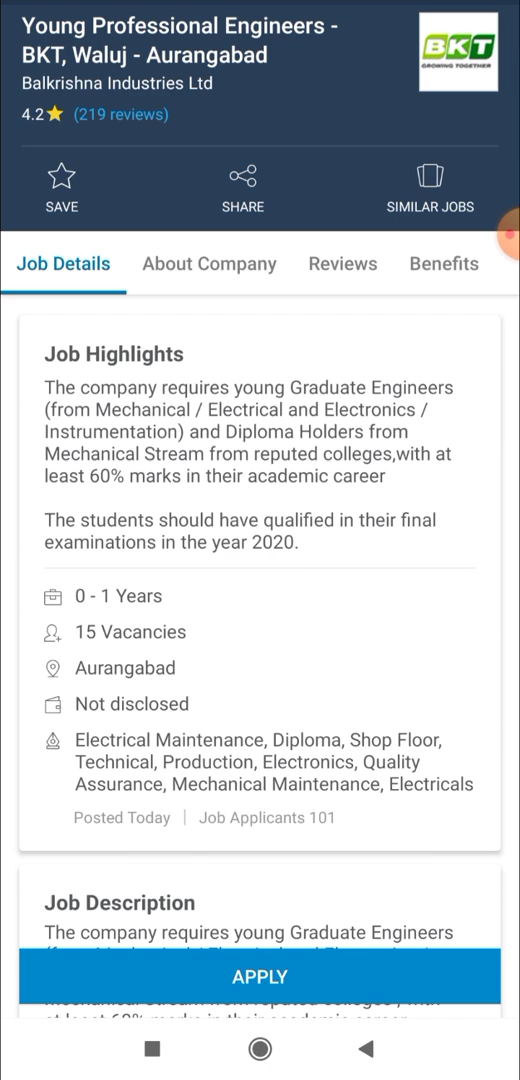 Young Professional Engineers -
BKT, Waluj - Aurangabad
Balkrishna Industries Ltd
4.2 (219 reviews)
BKT
GROWING TOGETHER
SAVE
SHARE
SIMILAR JOBS
Job Details
About Company
Reviews
Benefits
Job Highlights
The company requires young Graduate Engineers
(from Mechanical / Electrical and Electronics /
Instrumentation) and Diploma Holders from
Mechanical Stream from reputed colleges,with at
least 60% marks in their academic career
The students should have qualified in their final
examinations in the year 2020.
0 - 1 Years
15 Vacancies
Aurangabad
Not disclosed
Electrical Maintenance, Diploma, Shop Floor,
Technical, Production, Electronics, Quality
Assurance, Mechanical Maintenance, Electricals
Posted Today | Job Applicants 101
Job Description
The company requires young Graduate Engineers
APPLY